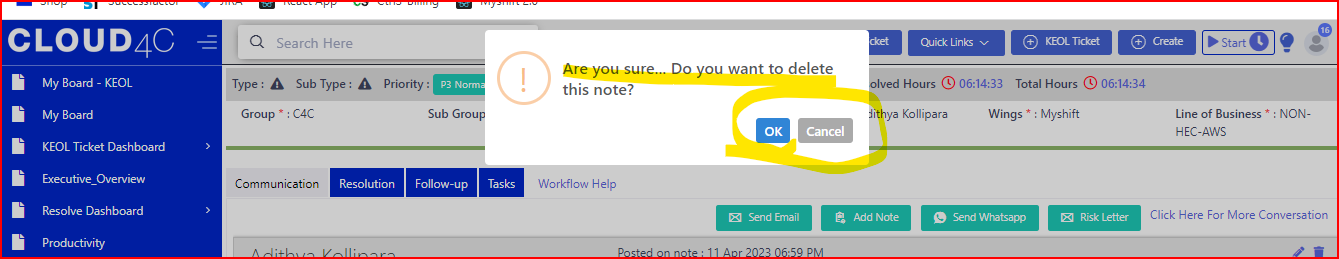 Shop
Successfactor
JIRA
React App
Ctrls-Billing
Myshift 2.0
CLOUD4C
Search Here
cket
Quick Links
KEOL Ticket
Create
Start
16
My Board - KEOL
My Board
KEOL Ticket Dashboard
Executive_Overview
Resolve Dashboard
Productivity
!
Are you sure... Do you want to delete
this note?
OK
Cancel
Type :
Sub Type :
Priority :
P3 Norma
olved Hours
06:14:33
Total Hours
06:14:34
Group * : C4C
Sub Group
dithya Kollipara
Wings * : Myshift
Line of Business * : NON-
HEC-AWS
Communication
Resolution
Follow-up
Tasks
Workflow Help
Send Email
Add Note
Send Whatsapp
Risk Letter
Click Here For More Conversation
Adithya Kollipara
Posted on note : 11 Apr 2023 06:59 PM